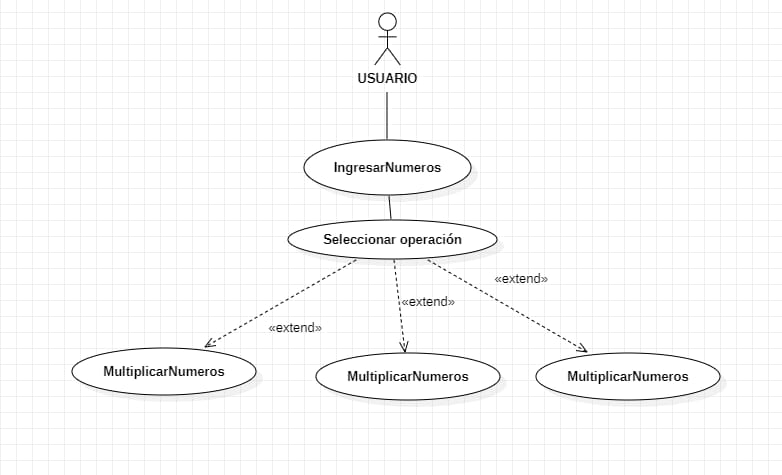 USUARIO
IngresarNumeros
Seleccionar operación
«extend»
«extend»
«extend»
MultiplicarNumeros
MultiplicarNumeros
MultiplicarNumeros